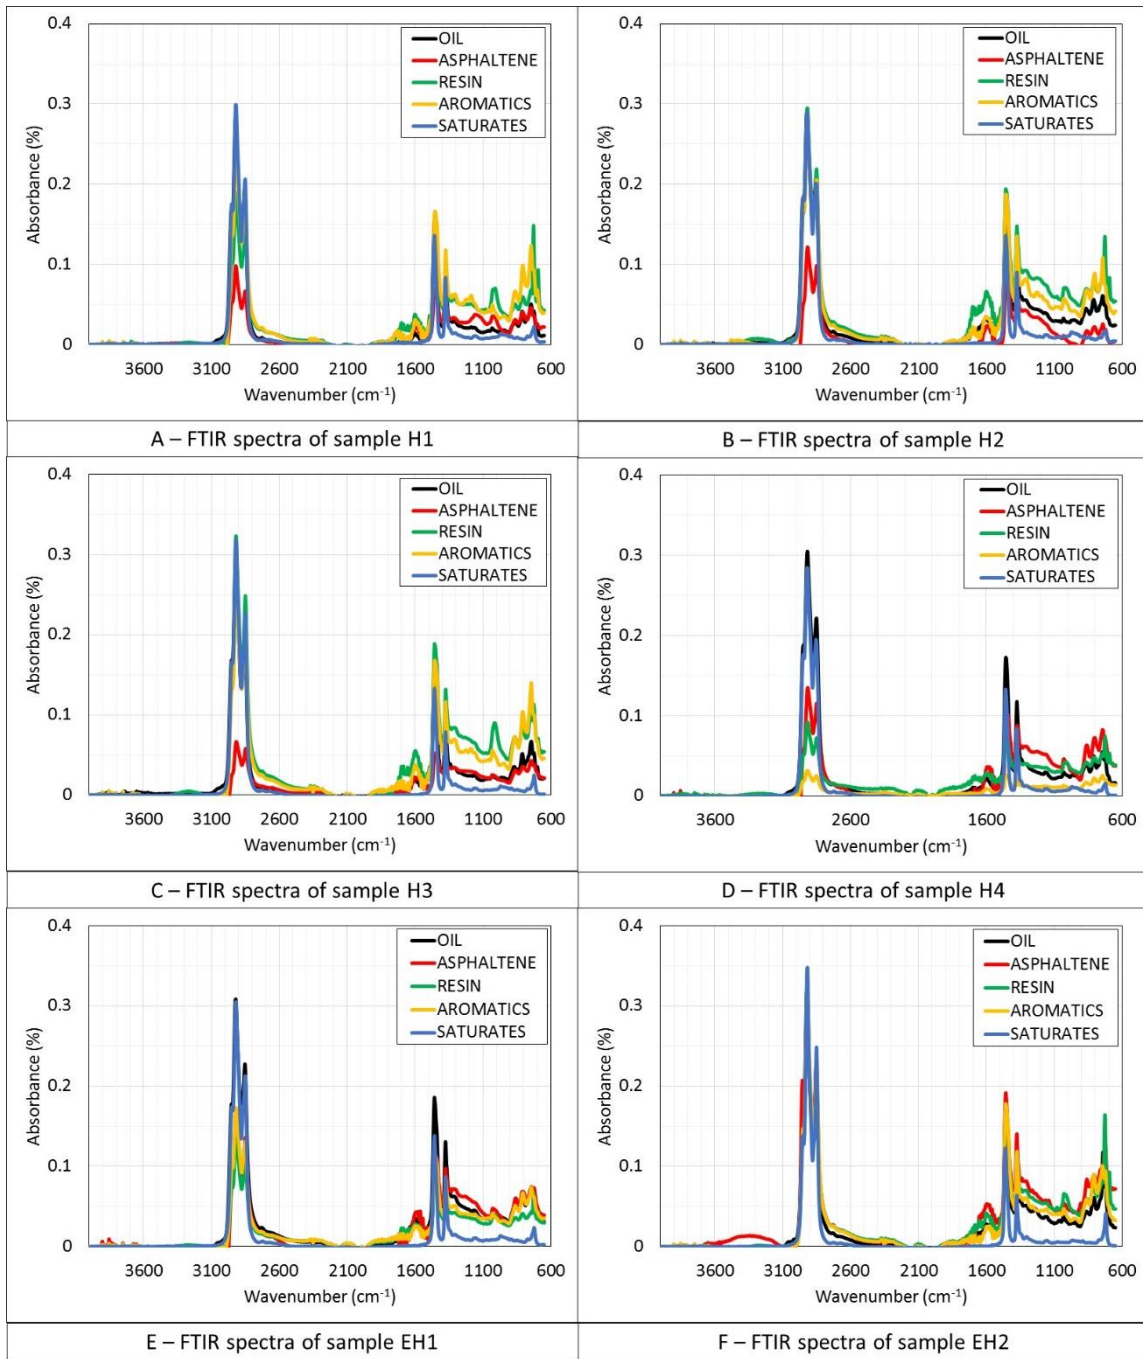 0.4
OIL
ASPHALTENE
RESIN
AROMATICS
SATURATES
0.3
0.2
0.1
0
Absorbance (%)
3600 3100 2600 2100 1600 1100 600
Wavenumber (cm-1)
A – FTIR spectra of sample H1
0.4
OIL
ASPHALTENE
RESIN
AROMATICS
SATURATES
0.3
0.2
0.1
0
Absorbance (%)
3600 3100 2600 2100 1600 1100 600
Wavenumber (cm-1)
B – FTIR spectra of sample H2
0.4
OIL
ASPHALTENE
RESIN
AROMATICS
SATURATES
0.3
0.2
0.1
0
Absorbance (%)
3600 3100 2600 2100 1600 1100 600
Wavenumber (cm-1)
C – FTIR spectra of sample H3
0.4
OIL
ASPHALTENE
RESIN
AROMATICS
SATURATES
0.3
0.2
0.1
0
Absorbance (%)
3600 2600 1600 600
Wavenumber (cm-1)
D – FTIR spectra of sample H4
0.4
OIL
ASPHALTENE
RESIN
AROMATICS
SATURATES
0.3
0.2
0.1
0
Absorbance (%)
3600 3100 2600 2100 1600 1100 600
Wavenumber (cm-1)
E – FTIR spectra of sample EH1
0.4
OIL
ASPHALTENE
RESIN
AROMATICS
SATURATES
0.3
0.2
0.1
0
Absorbance (%)
3600 3100 2600 2100 1600 1100 600
Wavenumber (cm-1)
F – FTIR spectra of sample EH2